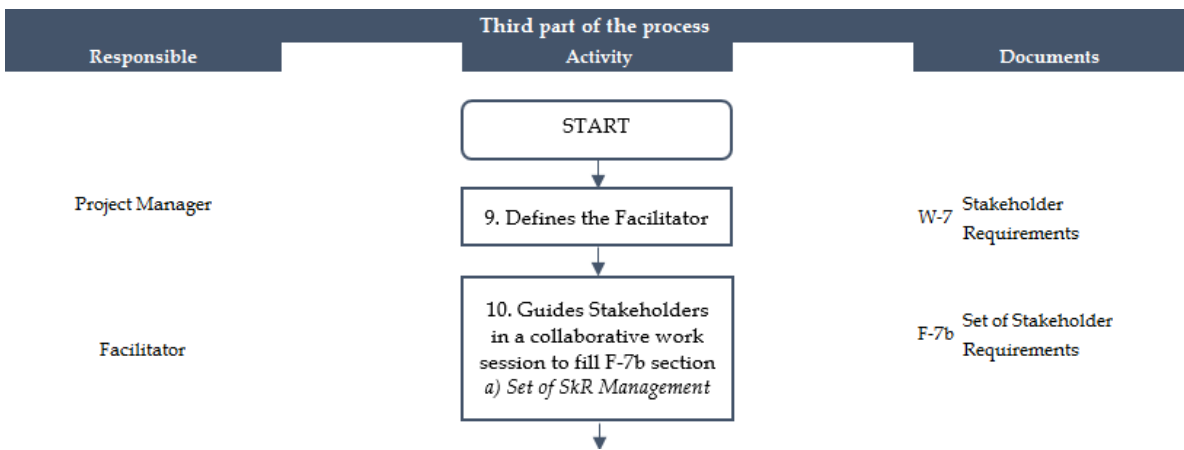 Third part of the process
Responsible
Activity
Documents
START
Project Manager
9. Defines the Facilitator
W-7
Stakeholder
Requirements
Facilitator
10. Guides Stakeholders
in a collaborative work
session to fill F-7b section
a) Set of SkR Management
F-7b
Set of Stakeholder
Requirements